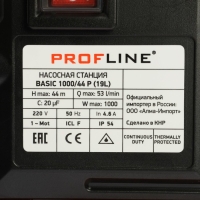 PROFLINE®
НАСОСНАЯ СТАНЦИЯ
BASIC 1000/44 P (19L)
H max: 44 m
Q max: 53 l/min
C: 20 µF
W max: 1000
220 V
50 Hz
In 4.8 A
1 ~ Mot
ICL F
IP 54
Официальный
импортер в России:
ООО «Алма-Импорт»
Сделано в КНР
EAC
CONTINUOUS
DUTY
THERMALLY
PROTECTED